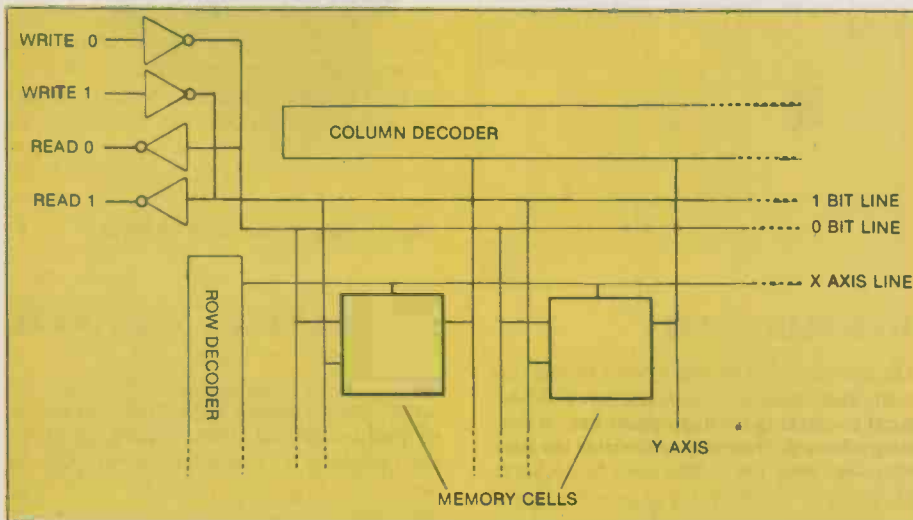 WRITE 0
WRITE 1
READ 0
READ 1
COLUMN DECODER
1 BIT LINE
0 BIT LINE
X AXIS LINE
ROW DECODER
Y AXIS
MEMORY CELLS